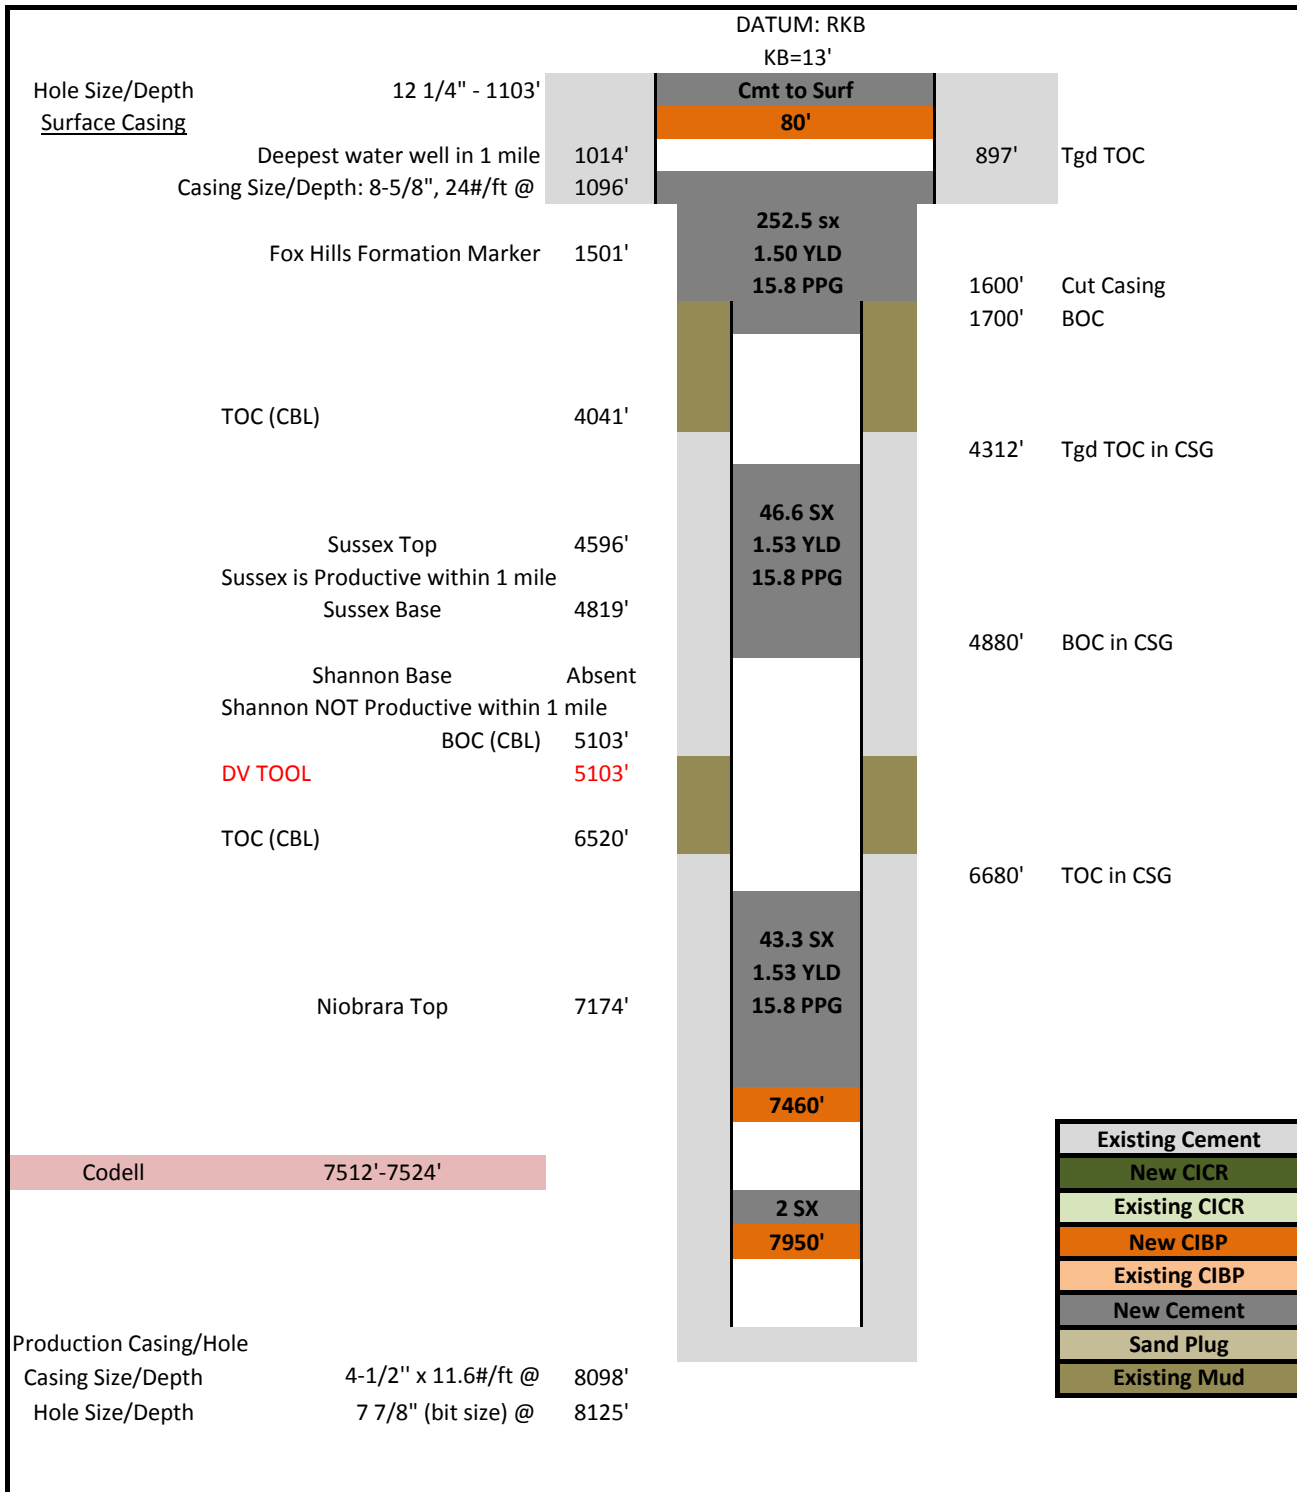 DATUM: RKB
KB=13'
Hole Size/Depth 12 1/4" - 1103' Cmt to Surf
Surface Casing 80'
Deepest water well in 1 mile 1014' 897' Tgd TOC
Casing Size/Depth: 8-5/8", 24#/ft @ 1096'
252.5 sx
Fox Hills Formation Marker 1501' 1.50 YLD
15.8 PPG 1600' Cut Casing
1700' BOC
TOC (CBL) 4041'
4312' Tgd TOC in CSG
46.6 SX
Sussex Top 4596' 1.53 YLD
Sussex is Productive within 1 mile 15.8 PPG
Sussex Base 4819'
4880' BOC in CSG
Shannon Base Absent
Shannon NOT Productive within 1 mile
BOC (CBL) 5103'
DV TOOL 5103'
TOC (CBL) 6520'
6680' TOC in CSG
43.3 SX
1.53 YLD
Niobrara Top 7174' 15.8 PPG
7460'
Existing Cement
Codell 7512'-7524' New CICR
2 SX Existing CICR
7950' New CIBP
Existing CIBP
New Cement
Production Casing/Hole Sand Plug
Casing Size/Depth 4-1/2'' x 11.6#/ft @ 8098' Existing Mud
Hole Size/Depth 7 7/8" (bit size) @ 8125'